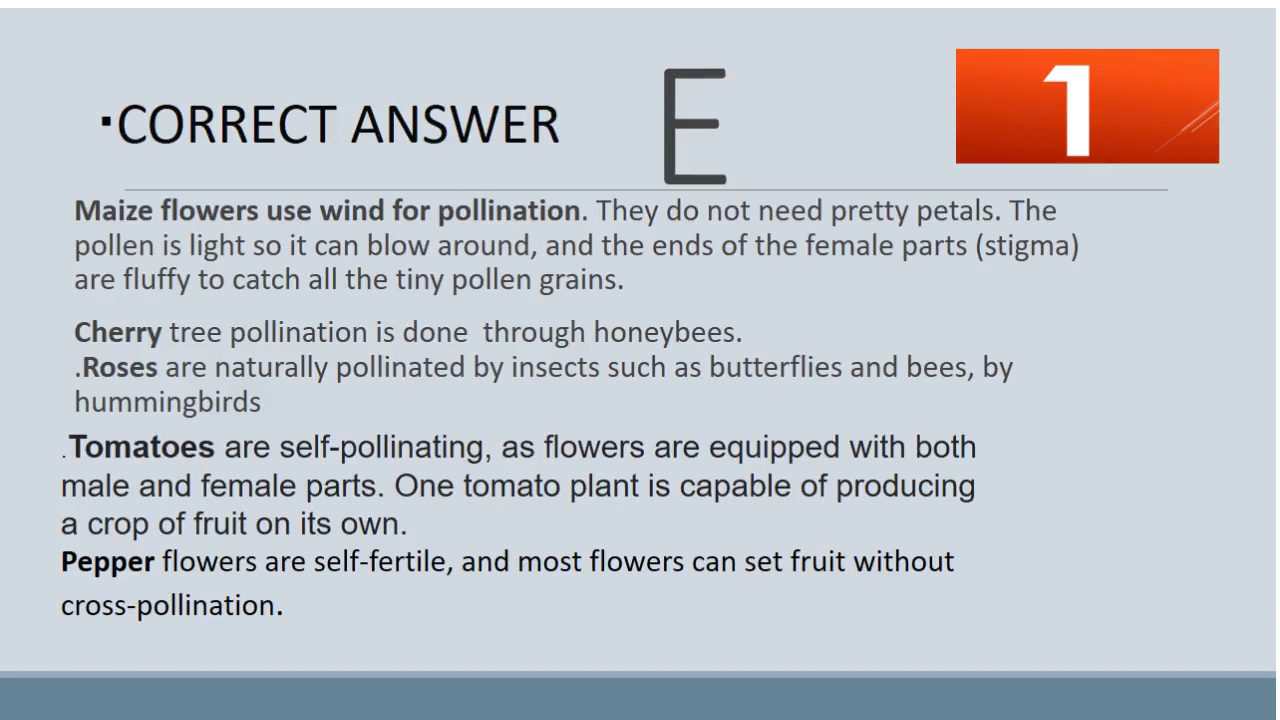 ▪CORRECT ANSWER
E
1
Maize flowers use wind for pollination. They do not need pretty petals. The
pollen is light so it can blow around, and the ends of the female parts (stigma)
are fluffy to catch all the tiny pollen grains.
Cherry tree pollination is done  through honeybees.
.Roses are naturally pollinated by insects such as butterflies and bees, by
hummingbirds
.Tomatoes are self-pollinating, as flowers are equipped with both
male and female parts. One tomato plant is capable of producing
a crop of fruit on its own.
Pepper flowers are self-fertile, and most flowers can set fruit without
cross-pollination.